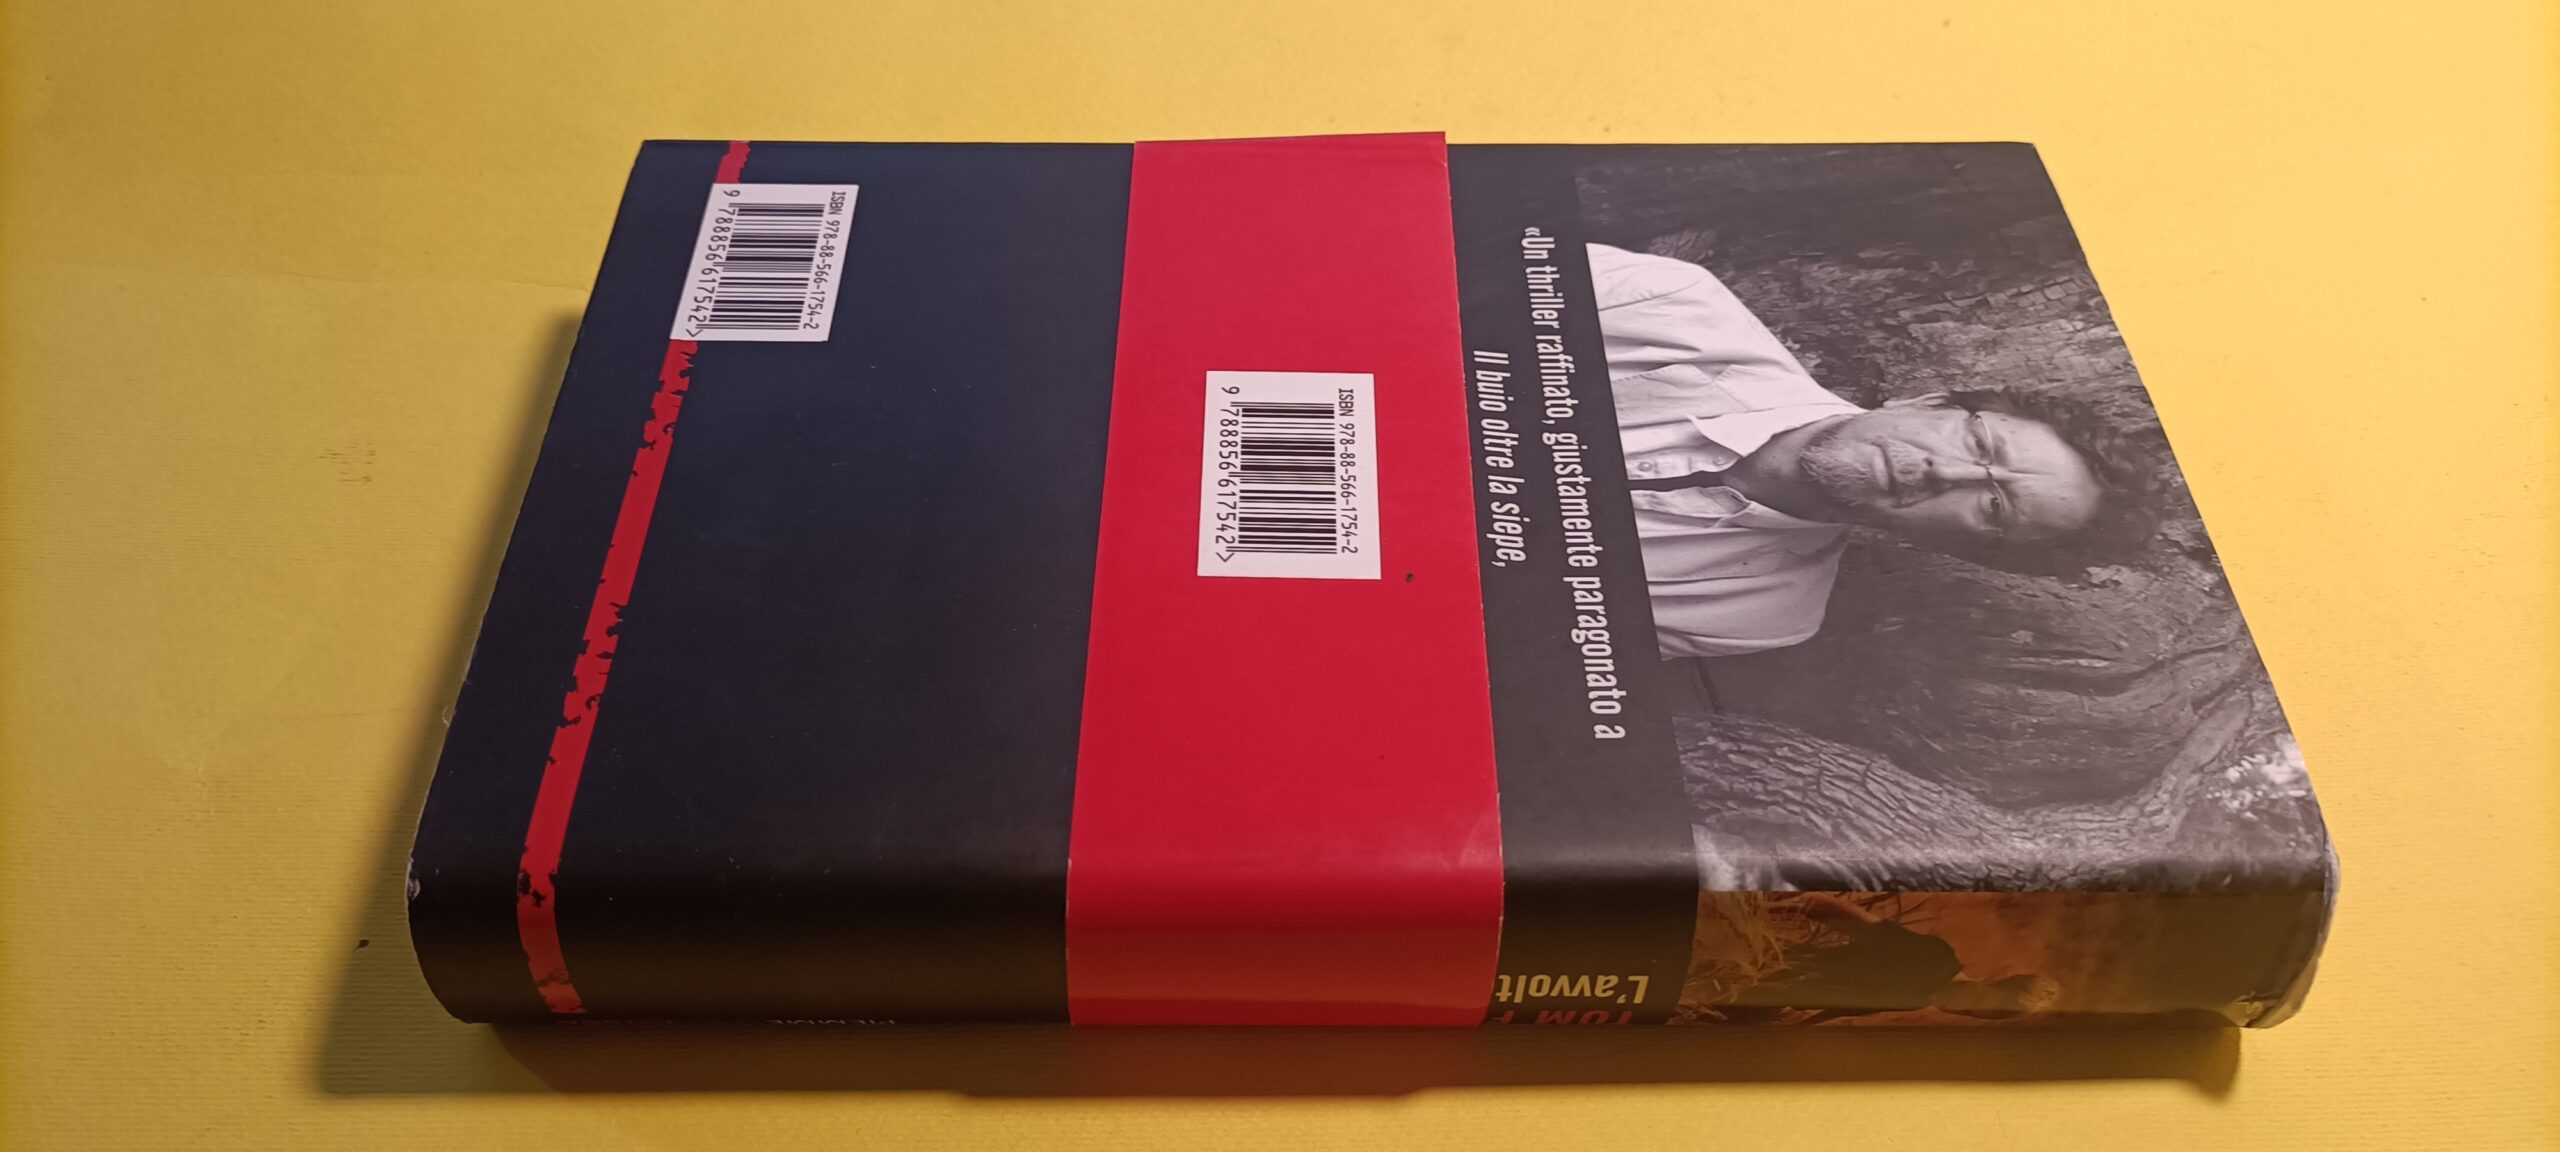 «Un thriller raffinato, giustamente paragonato a
Il buio oltre la siepe,
ISBN 978-88-566-1754-2
9 788856 617542>
ISBN 978-88-566-1754-2
9 788856 617542>
TOM F
L'avvolt